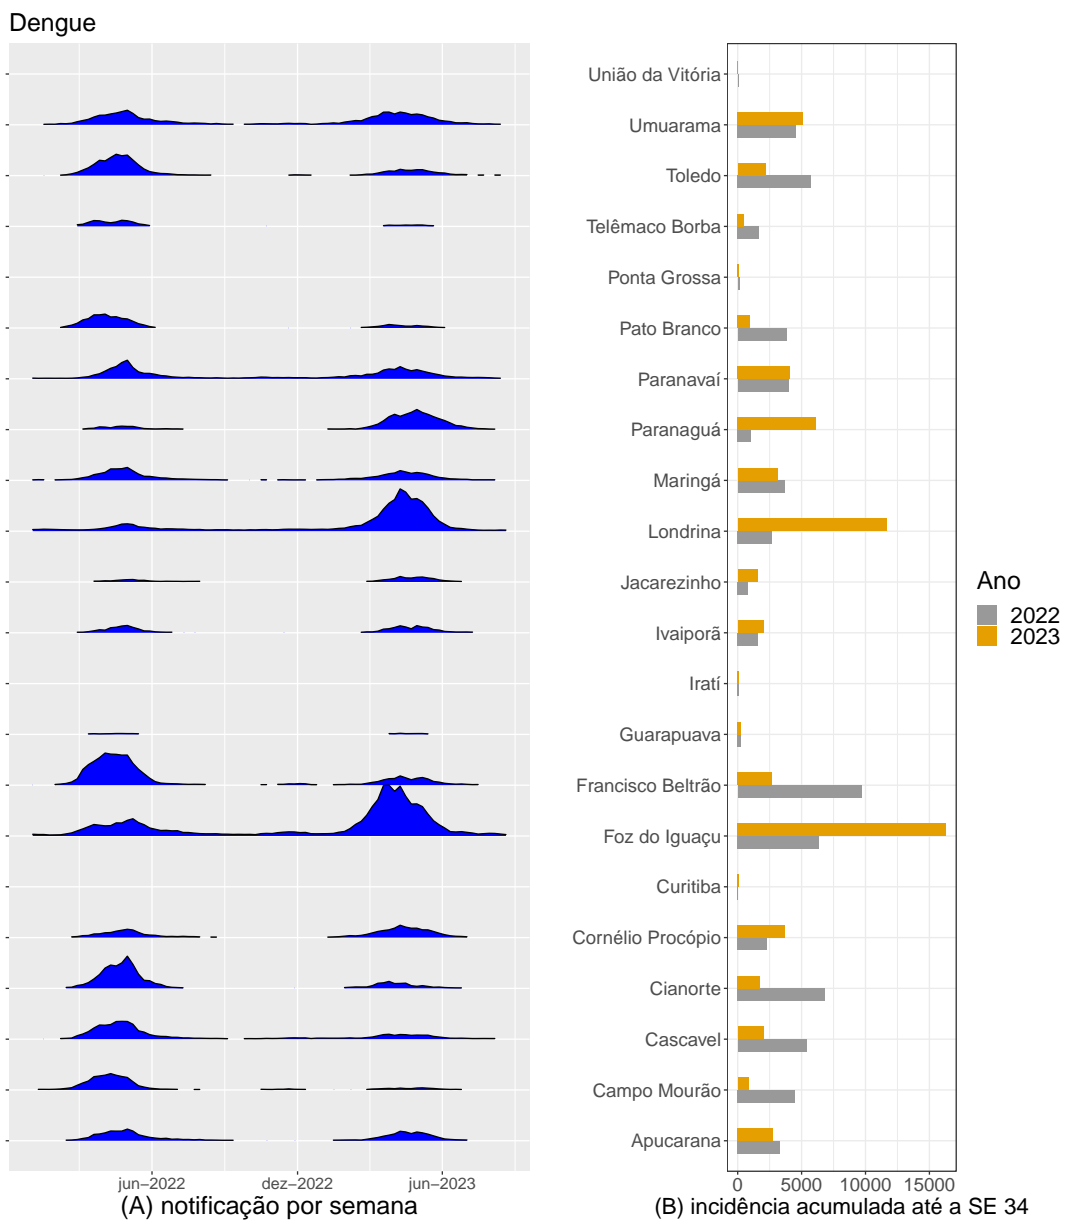 Dengue
União da Vitória
Umuarama
Toledo
Telêmaco Borba
Ponta Grossa
Pato Branco
Paranavaí
Paranaguá
Maringá
Londrina
Jacarezinho
Ivaiporã
Iratí
Guarapuava
Francisco Beltrão
Foz do Iguaçu
Curitiba
Cornélio Procópio
Cianorte
Cascavel
Campo Mourão
Apucarana
Ano
2022
2023
jun–2022 dez–2022 jun–2023
0 5000 10000 15000
(A) notificação por semana
(B) incidência acumulada até a SE 34